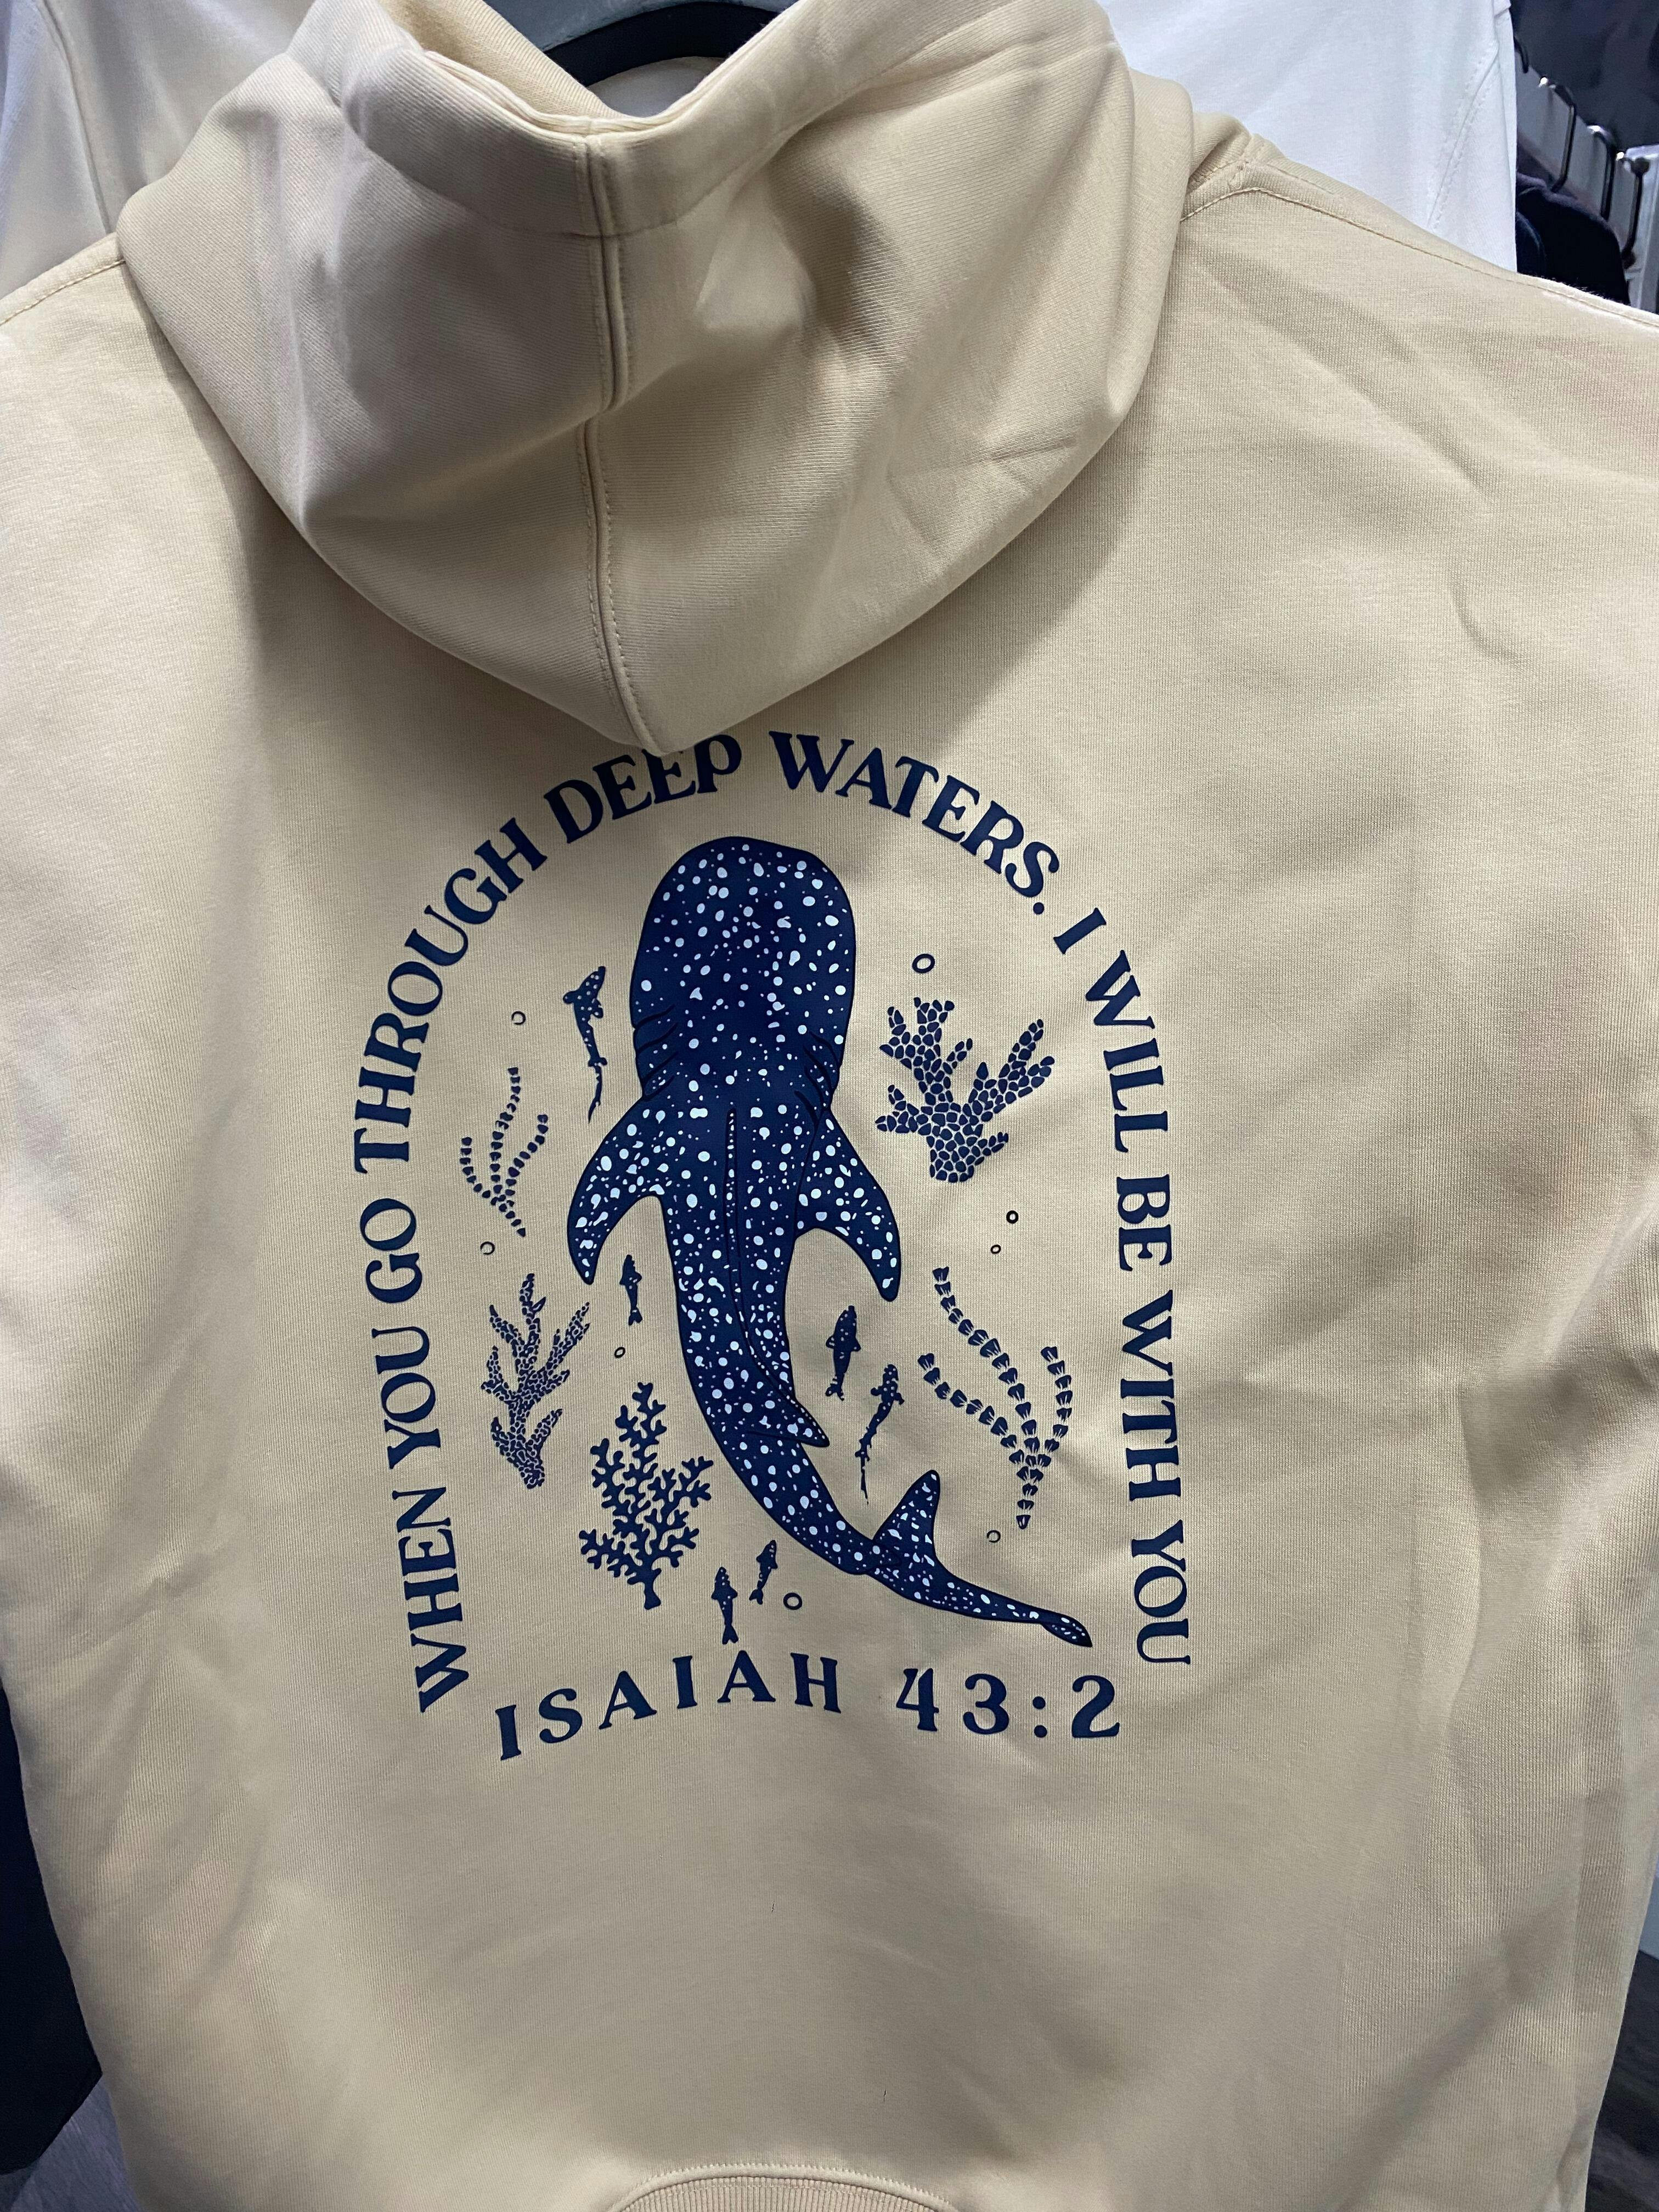 WHEN YOU GO THROUGH DEEP WATERS. I WILL BE WITH YOU
ISAIAH 43:2